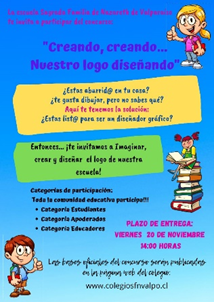 La escuela Sagrada Familia de Nazareth de Valparaíso
te invita a participar del concurso:
"Creando, creando...
Nuestro logo diseñando"
¿Estas aburrid@ en tu casa?
¿Te gusta dibujar, pero no sabes qué?
Aquí te tenemos la solución:
¿Estas list@ para ser un diseñador gráfico?
Entonces... ¡te invitamos a Imaginar,
crear y diseñar el logo de nuestra
escuela!
Categorías de participación:
Toda la comunidad educativa participa!!!
Categoría Estudiantes
Categoría Apoderados
Categoría Educadores
PLAZO DE ENTREGA:
VIERNES 20 DE NOVIEMBRE
14:00 HORAS
Las bases oficiales del concurso serán publicadas
en la página web del colegio:
www.colegiosfnvalpo.cl